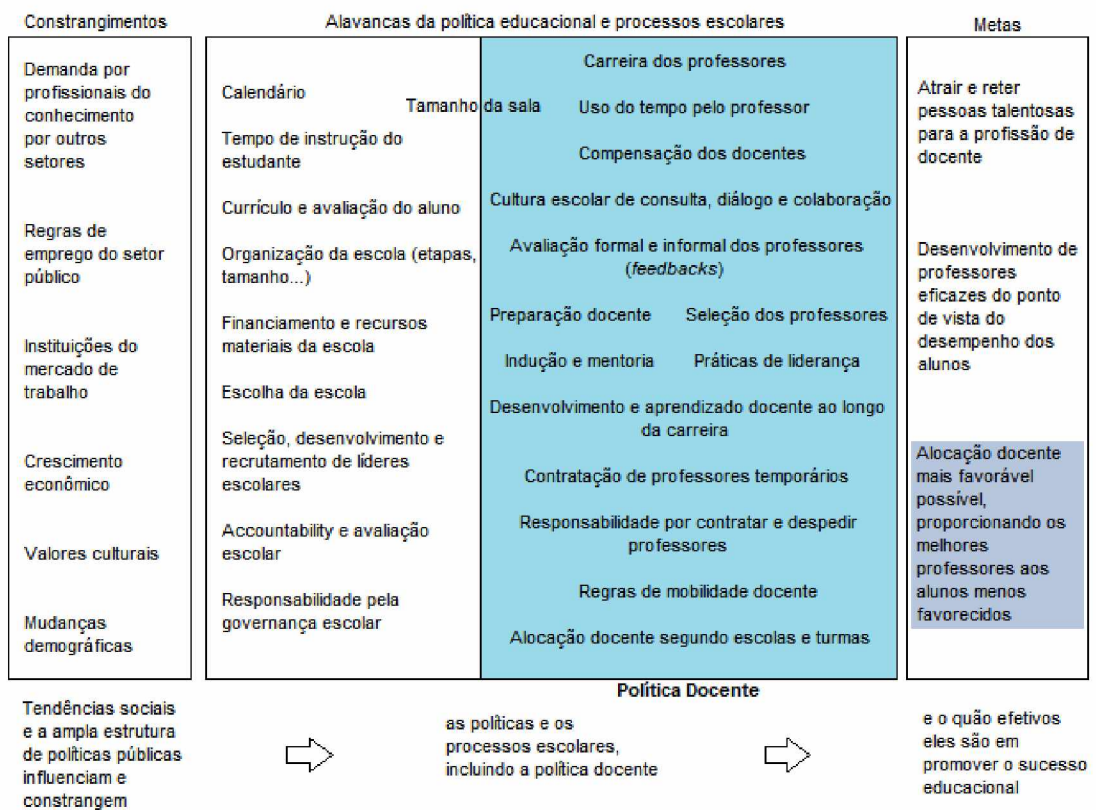 Constrangimentos
Alavancas da política educacional e processos escolares
Metas
Demanda por
profissionais do
conhecimento
por outros
setores
Regras de
emprego do setor
público
Instituições do
mercado de
trabalho
Crescimento
econômico
Valores culturais
Mudanças
demográficas
Calendário
Tamanho da sala
Tempo de instrução do
estudante
Currículo e avaliação do aluno
Organização da escola (etapas,
tamanho...)
Financiamento e recursos
materiais da escola
Escolha da escola
Seleção, desenvolvimento e
recrutamento de líderes
escolares
Accountability e avaliação
escolar
Responsabilidade pela
governança escolar
Carreira dos professores
Uso do tempo pelo professor
Compensação dos docentes
Cultura escolar de consulta, diálogo e colaboração
Avaliação formal e informal dos professores
(feedbacks)
Preparação docente Seleção dos professores
Indução e mentoria Práticas de liderança
Desenvolvimento e aprendizado docente ao longo
da carreira
Contratação de professores temporários
Responsabilidade por contratar e despedir
professores
Regras de mobilidade docente
Alocação docente segundo escolas e turmas
Atrair e reter
pessoas talentosas
para a profissão de
docente
Desenvolvimento de
professores
eficazes do ponto
de vista do
desempenho dos
alunos
Alocação docente
mais favorável
possível,
proporcionando os
melhores
professores aos
alunos menos
favorecidos
Política Docente
Tendências sociais
e a ampla estrutura
de políticas públicas
influenciam e
constrangem
as políticas e os
processos escolares,
incluindo a política docente
e o quão efetivos
eles são em
promover o sucesso
educacional